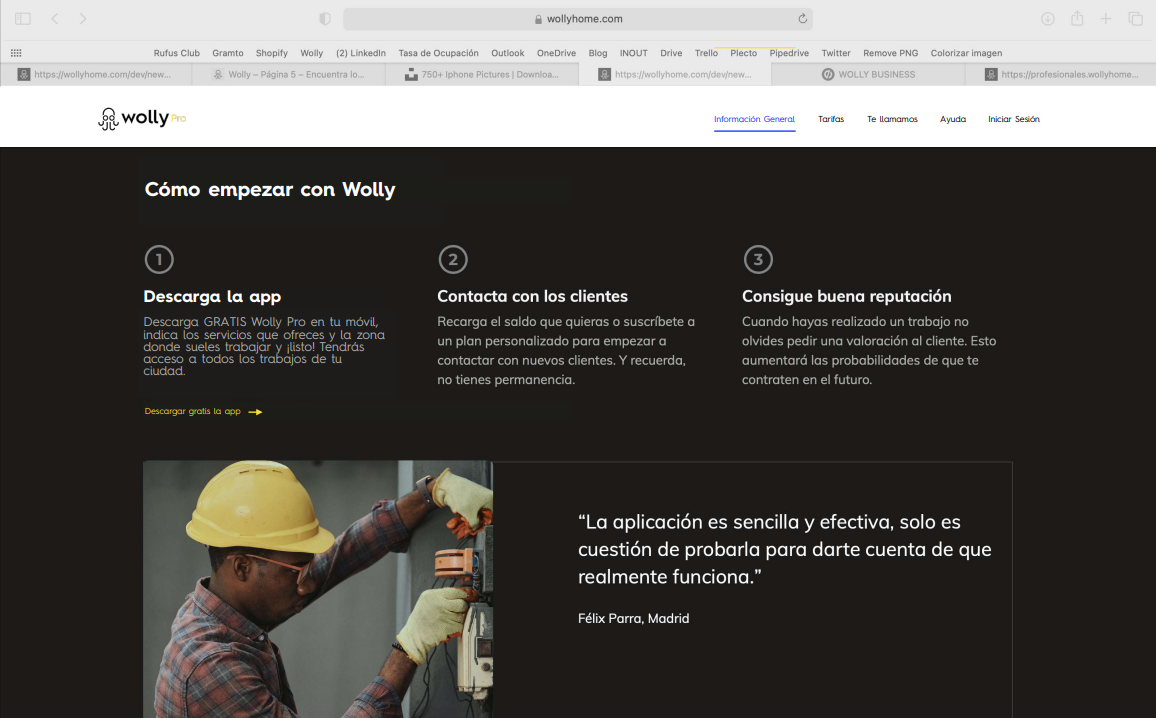 wollyhome.com
Rufus Club Gramto Shopify Wolly (2) LinkedIn Tasa de Ocupación Outlook OneDrive Blog INOUT Drive Trello Plecto Pipedrive Twitter Remove PNG Colorizar imagen
https://wollyhome.com/dev/new... Wolly – Página 5 – Encuentra lo... 750+ Iphone Pictures | Downloa... https://wollyhome.com/dev/new... WOLLY BUSINESS https://profesionales.wollyhome...
wolly Pro Información General Tarifas Te llamamos Ayuda Iniciar Sesión
Cómo empezar con Wolly
1
Descarga la app
Descarga GRATIS Wolly Pro en tu móvil,
indica los servicios que ofreces y la zona
donde sueles trabajar y ¡listo! Tendrás
acceso a todos los trabajos de tu
ciudad.
Descargar gratis la app
2
Contacta con los clientes
Recarga el saldo que quieras o suscríbete a
un plan personalizado para empezar a
contactar con nuevos clientes. Y recuerda,
no tienes permanencia.
3
Consigue buena reputación
Cuando hayas realizado un trabajo no
olvides pedir una valoración al cliente. Esto
aumentará las probabilidades de que te
contraten en el futuro.
“La aplicación es sencilla y efectiva, solo es
cuestión de probarla para darte cuenta de que
realmente funciona.”
Félix Parra, Madrid